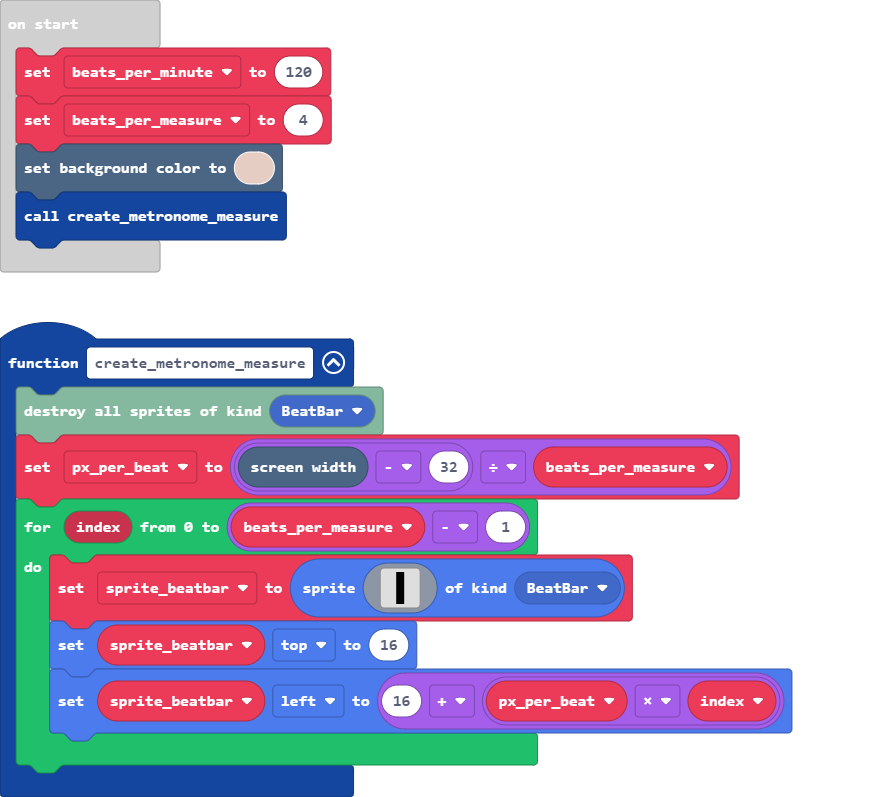 on start
set beats_per_minute to 120
set beats_per_measure to 4
set background color to
call create_metronome_measure
function create_metronome_measure
destroy all sprites of kind BeatBar
set px_per_beat to screen width - 32 ÷ beats_per_measure
for index from 0 to beats_per_measure - 1
do
set sprite_beatbar to sprite of kind BeatBar
set sprite_beatbar top to 16
set sprite_beatbar left to 16 + px_per_beat × index